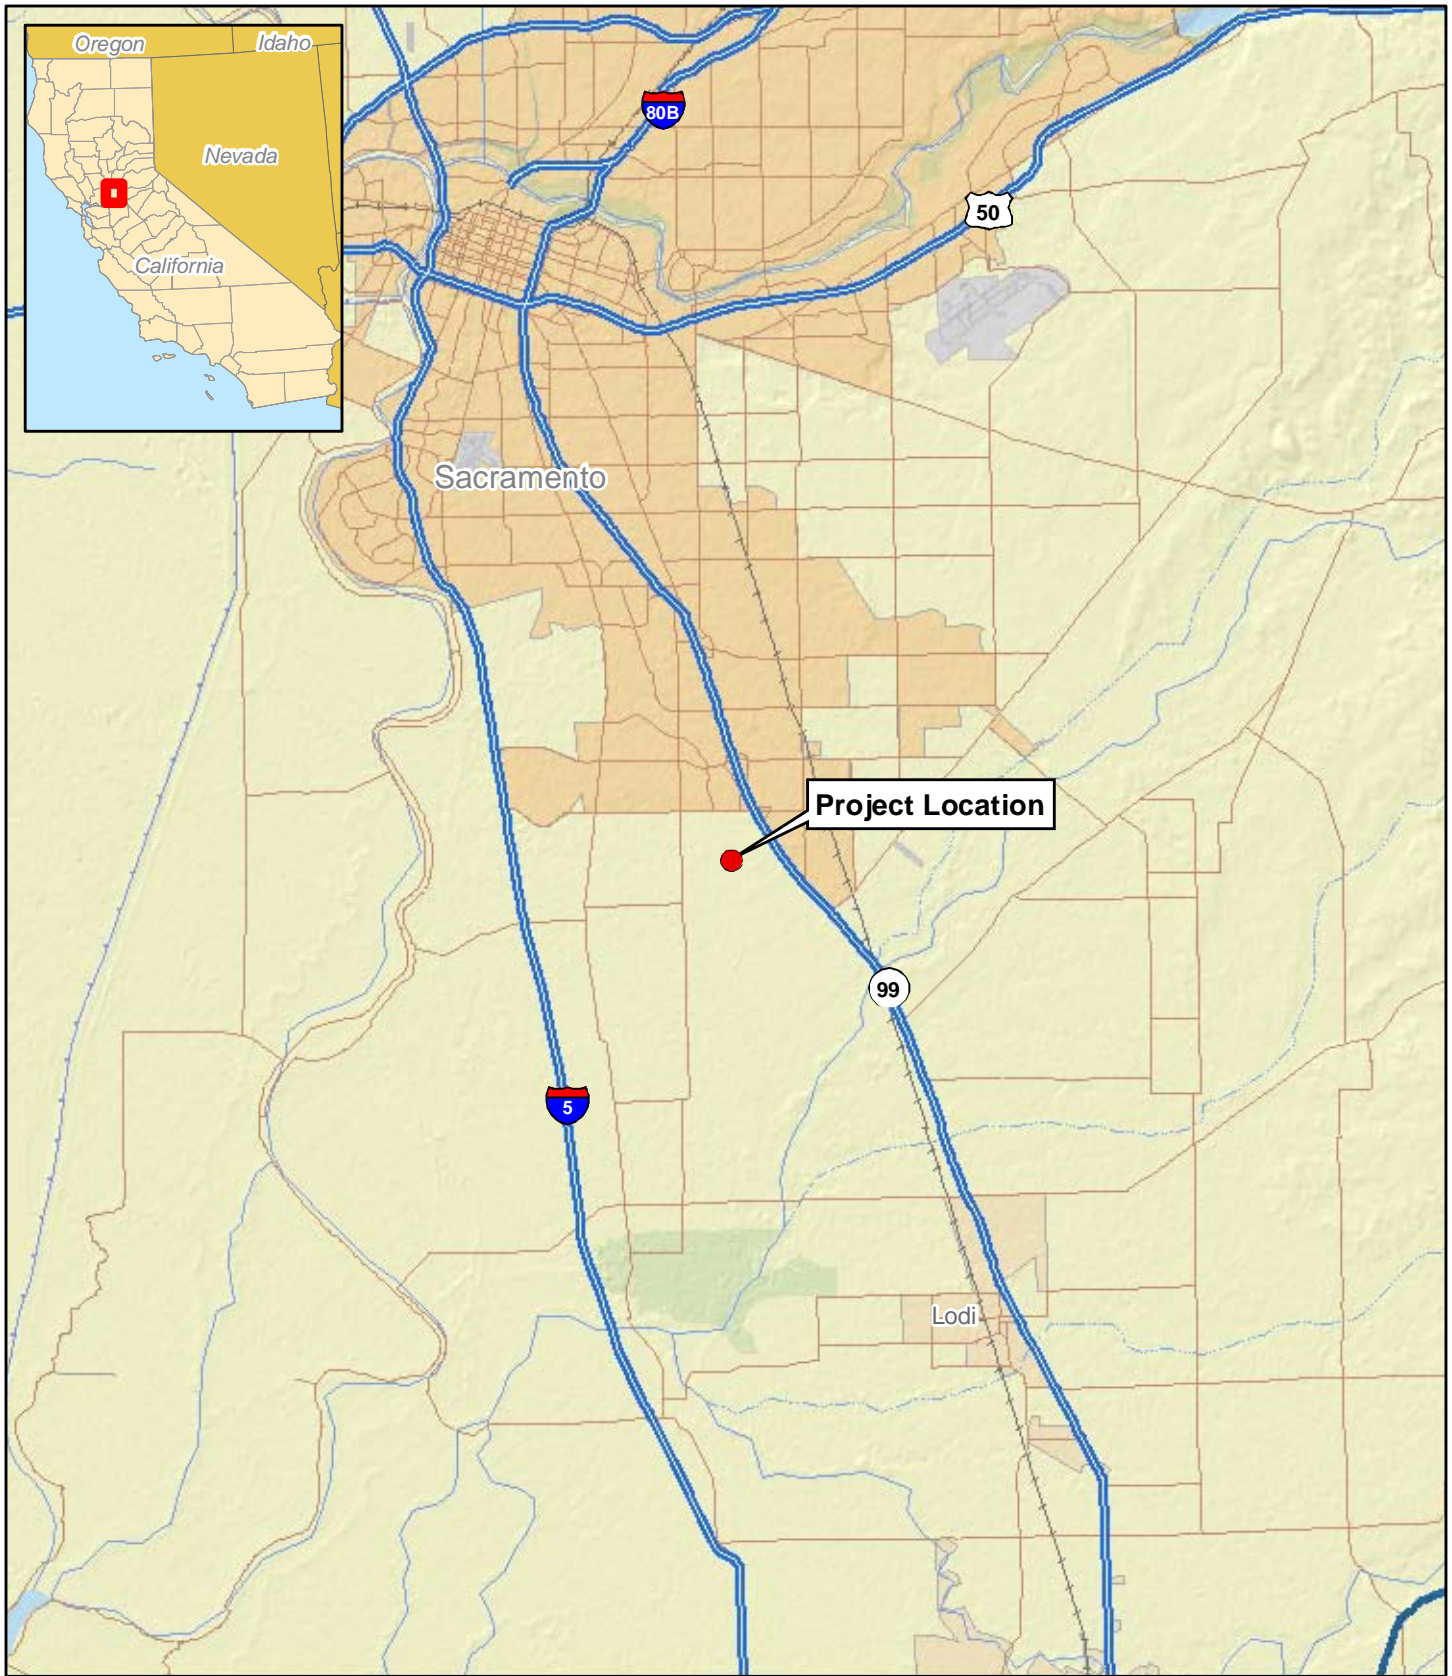 Oregon
Idaho
Nevada
California
80B
50
Sacramento
Project Location
99
5
Lodi